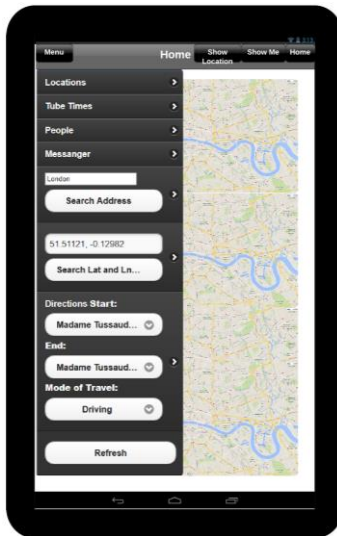 Menu
Home
Show Location
Show Me
Home
Locations
Tube Times
People
Messanger
London
Search Address
51.51121, -0.12982
Search Lat and Ln...
Directions Start:
Madame Tussaud...
End:
Madame Tussaud...
Mode of Travel:
Driving
Refresh